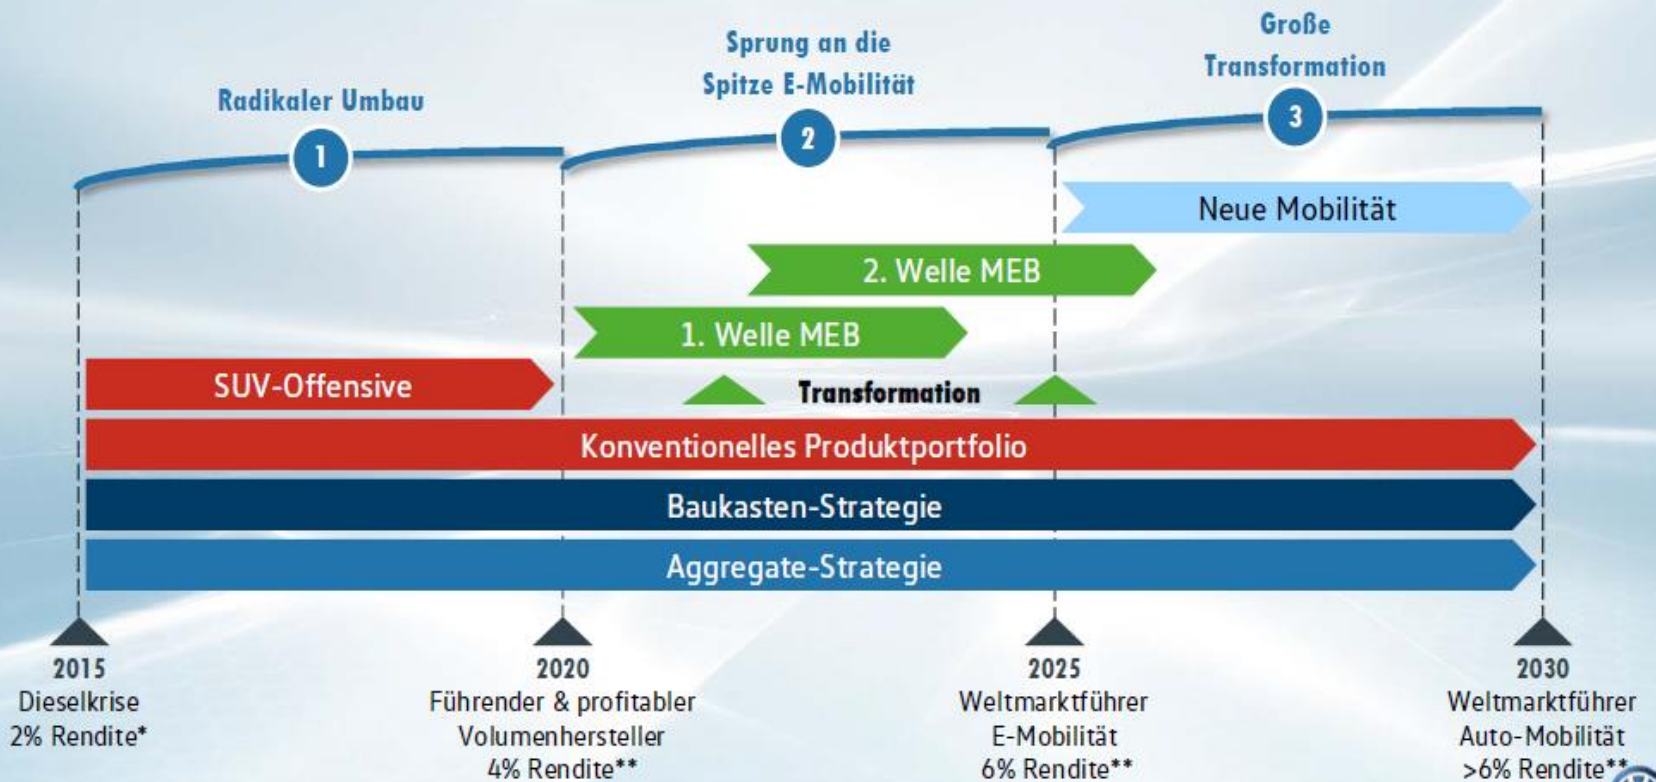 Große
Transformation
Sprung an die
Spitze E-Mobilität
Radikaler Umbau
1
2
3
Neue Mobilität
2. Welle MEB
1. Welle MEB
SUV-Offensive
Transformation
Konventionelles Produktportfolio
Baukasten-Strategie
Aggregate-Strategie
2015
Dieselkrise
2% Rendite*
2020
Führender & profitabler
Volumenhersteller
4% Rendite**
2025
Weltmarktführer
E-Mobilität
6% Rendite**
2030
Weltmarktführer
Auto-Mobilität
>6% Rendite**